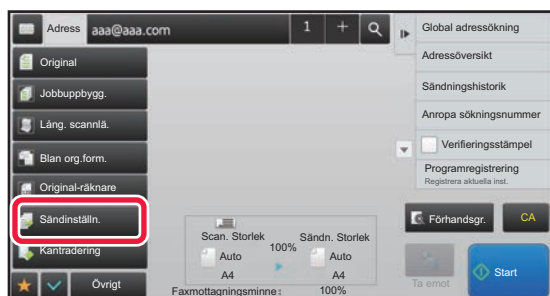 Adress aaa@aaa.com 1 +
Original
Jobbuppbygg.
Lång. scannlä.
Blan org.form.
Original-räknare
Sändinställn.
Kantradering
Övrigt
Scan. Storlek 100% Sändn. Storlek
Auto Auto
A4 A4
Faxmottagningsminne: 100%
Global adressökning
Adressöversikt
Sändningshistorik
Anropa sökningsnummer
Verifieringsstämpel
Programregistrering
Registrera aktuella inst.
Förhandsgr. CA
Ta emot Start